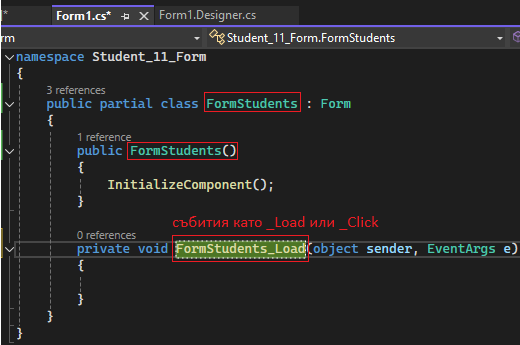 Form1.cs*
Form1.Designer.cs
Student_11_Form.FormStudents
namespace Student_11_Form
{
3 references
public partial class FormStudents : Form
{
1 reference
public FormStudents()
{
InitializeComponent();
}
събития като _Load или _Click
0 references
private void FormStudents_Load(object sender, EventArgs e)
{
}
}
}